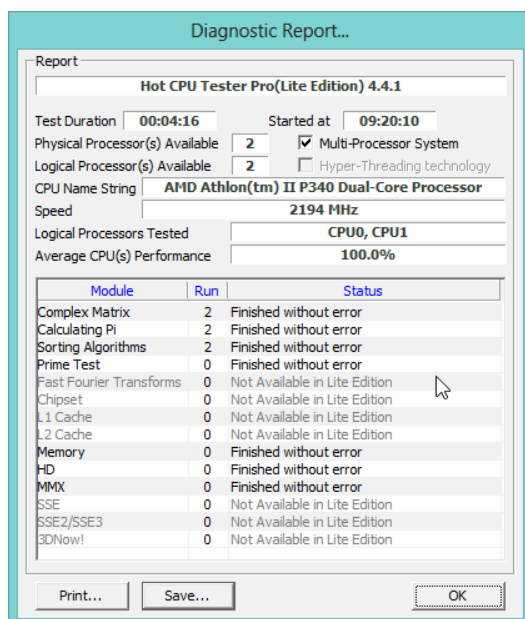 Diagnostic Report...
Report
Hot CPU Tester Pro(Lite Edition) 4.4.1
Test Duration 00:04:16 Started at 09:20:10
Physical Processor(s) Available 2 Multi-Processor System
Logical Processor(s) Available 2 Hyper-Threading technology
CPU Name String AMD Athlon(tm) II P340 Dual-Core Processor
Speed 2194 MHz
Logical Processors Tested CPU0, CPU1
Average CPU(s) Performance 100.0%
Module Run Status
Complex Matrix 2 Finished without error
Calculating Pi 2 Finished without error
Sorting Algorithms 2 Finished without error
Prime Test 0 Finished without error
Fast Fourier Transforms 0 Not Available in Lite Edition
Chipset 0 Not Available in Lite Edition
L1 Cache 0 Not Available in Lite Edition
L2 Cache 0 Not Available in Lite Edition
Memory 0 Finished without error
HD 0 Finished without error
MMX 0 Finished without error
SSE 0 Not Available in Lite Edition
SSE2/SSE3 0 Not Available in Lite Edition
3DNow! 0 Not Available in Lite Edition
Print... Save... OK